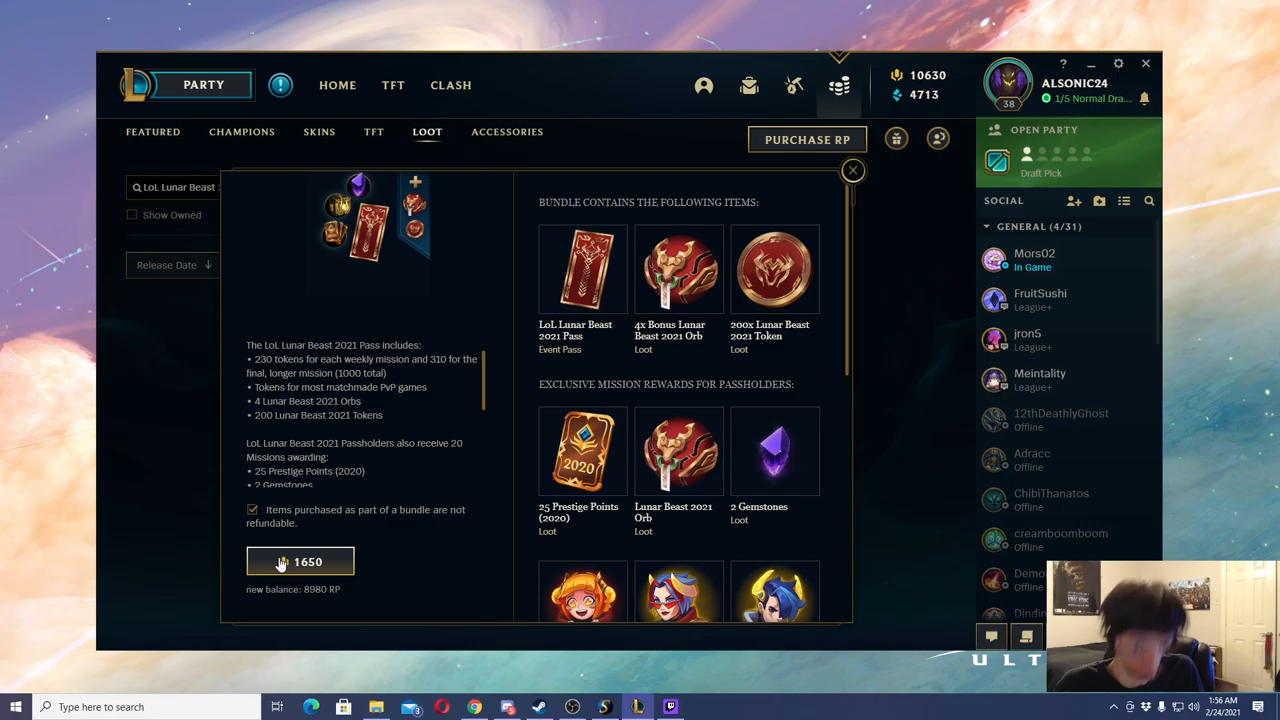 PARTY
HOME
TFT
CLASH
10630
4713
38
ALSONIC24
1/5 Normal Dra...
FEATURED
CHAMPIONS
SKINS
TFT
LOOT
ACCESSORIES
PURCHASE RP
OPEN PARTY
Draft Pick
SOCIAL
GENERAL (4/31)
Mors02
In Game
FruitSushi
League+
jron5
League+
Meintality
League+
12thDeathlyGhost
Offline
Adracc
Offline
ChibiThanatos
Offline
creamboomboom
Offline
Demo
Offline
Dindin
LoL Lunar Beast 2
Show Owned
Release Date
The LoL Lunar Beast 2021 Pass includes:
• 230 tokens for each weekly mission and 310 for the
final, longer mission (1000 total)
• Tokens for most matchmade PvP games
• 4 Lunar Beast 2021 Orbs
• 200 Lunar Beast 2021 Tokens
LoL Lunar Beast 2021 Passholders also receive 20
Missions awarding:
• 25 Prestige Points (2020)
• 2 Gemstones
Items purchased as part of a bundle are not
refundable.
1650
new balance: 8980 RP
BUNDLE CONTAINS THE FOLLOWING ITEMS:
LoL Lunar Beast
2021 Pass
Event Pass
4x Bonus Lunar
Beast 2021 Orb
Loot
200x Lunar Beast
2021 Token
Loot
EXCLUSIVE MISSION REWARDS FOR PASSHOLDERS:
2020
25 Prestige Points
(2020)
Loot
Lunar Beast 2021
Orb
Loot
2 Gemstones
Loot
ULT
Type here to search
3
1:56 AM
2/24/2021